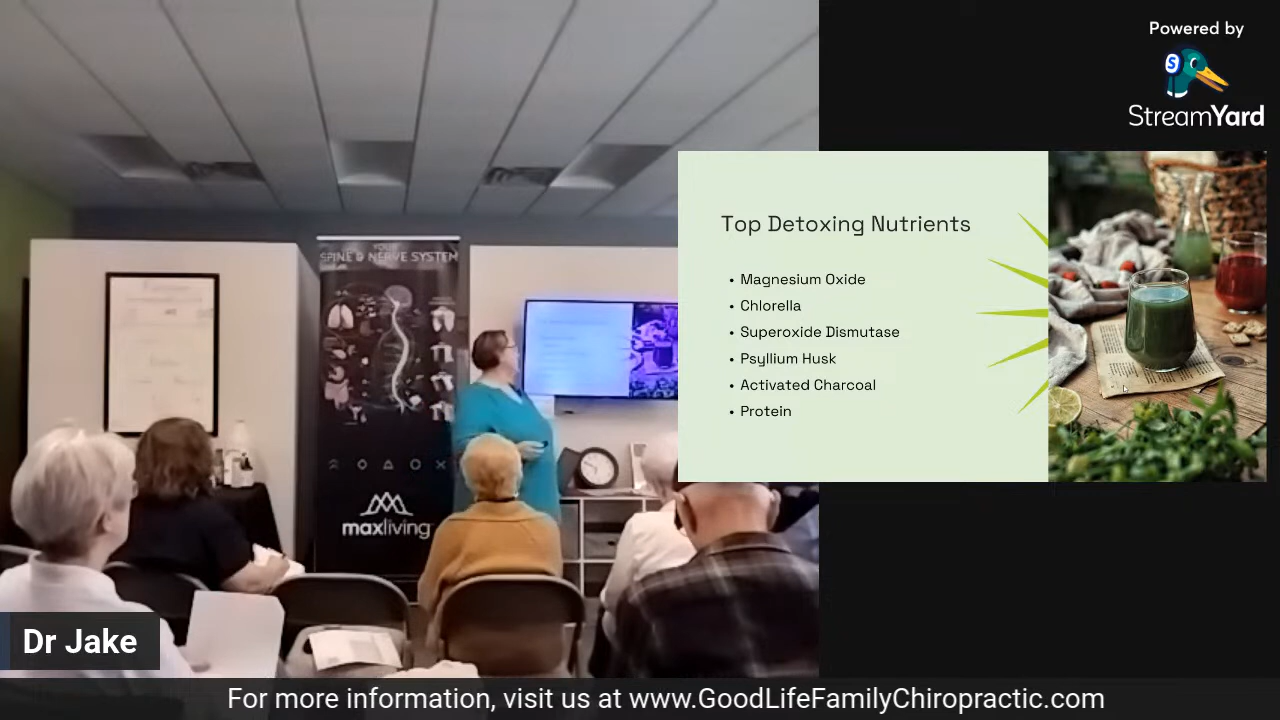 Powered by
StreamYard
Top Detoxing Nutrients
• Magnesium Oxide
• Chlorella
• Superoxide Dismutase
• Psyllium Husk
• Activated Charcoal
• Protein
YOUR
SPINE & NERVE SYSTEM
maxliving
Dr Jake
For more information, visit us at www.GoodLifeFamilyChiropractic.com